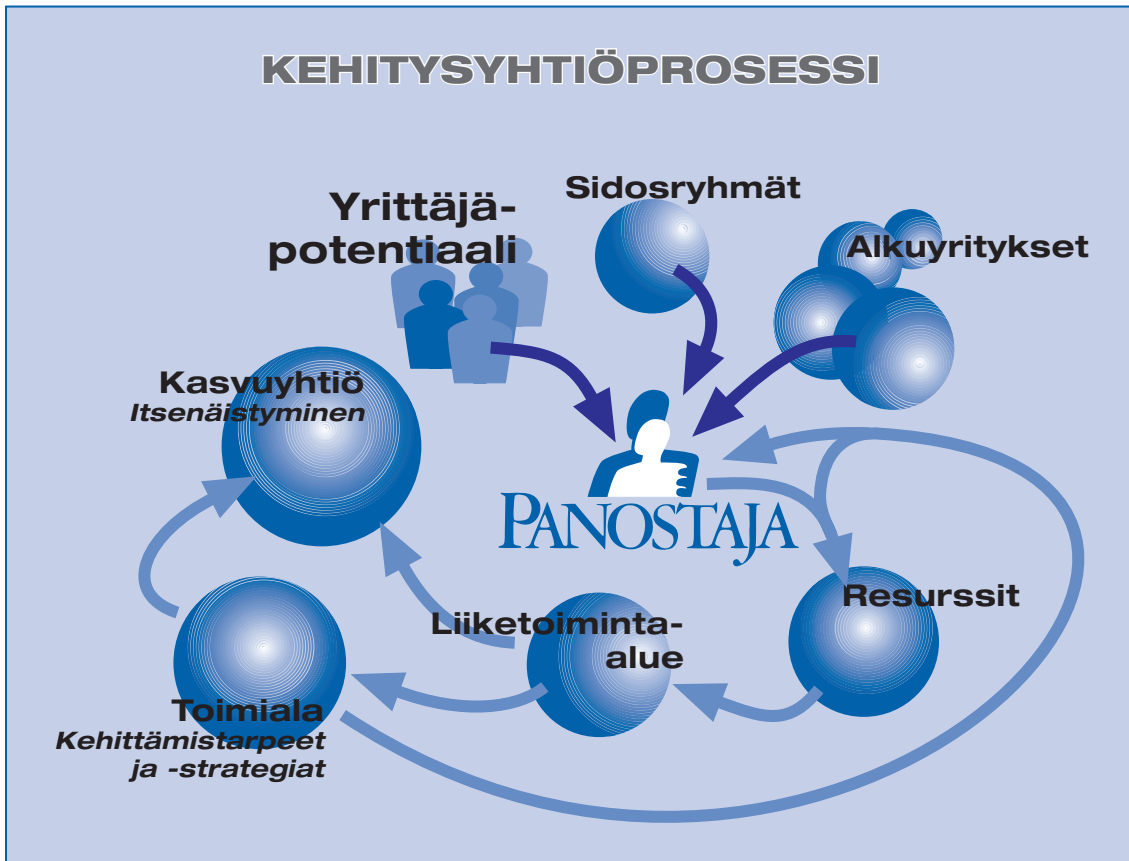 KEHITYSYHTIÖPROSESSI
Sidosryhmät
Yrittäjä-
potentiaali
Alkuyritykset
Kasvuyhtiö
Itsenäistyminen
PANOSTAJA
Resurssit
Liiketoiminta-
alue
Toimiala
Kehittämistarpeet
ja -strategiat